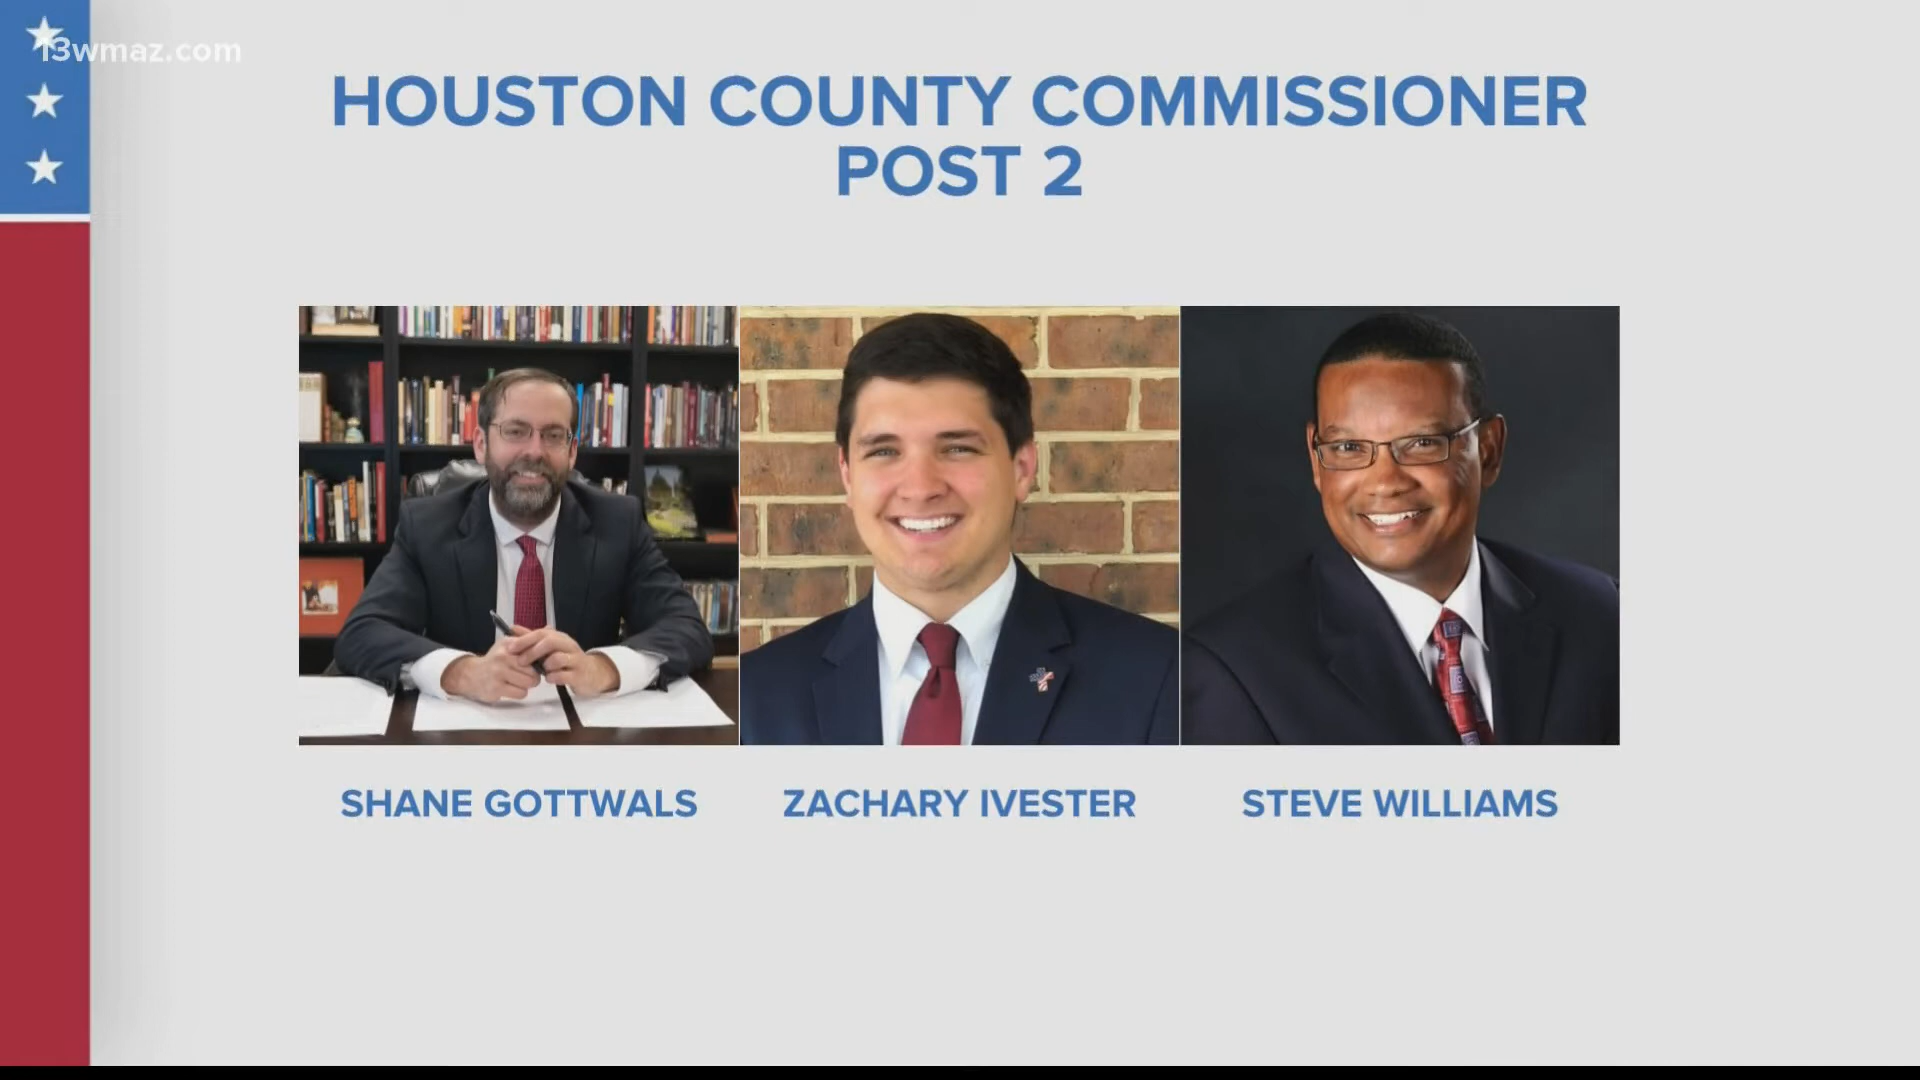 13wmaz.com
HOUSTON COUNTY COMMISSIONER
POST 2
SHANE GOTTWALS
ZACHARY IVESTER
STEVE WILLIAMS